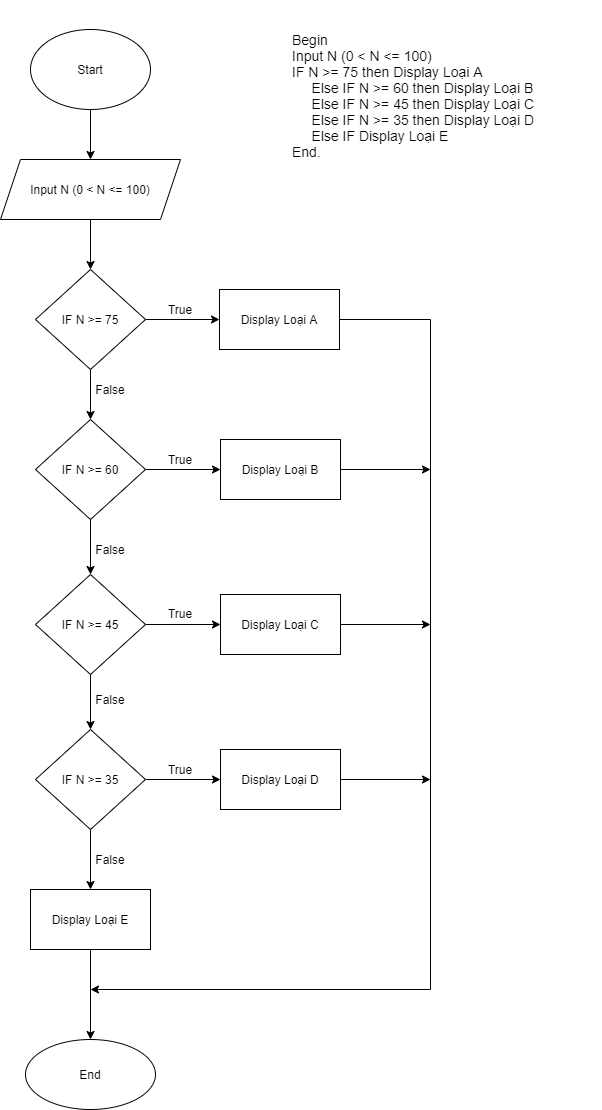 Begin
Input N (0 < N <= 100)
IF N >= 75 then Display Loại A
Else IF N >= 60 then Display Loại B
Else IF N >= 45 then Display Loại C
Else IF N >= 35 then Display Loại D
Else IF Display Loại E
End.
Start
Input N (0 < N <= 100)
IF N >= 75
True
Display Loại A
False
IF N >= 60
True
Display Loại B
False
IF N >= 45
True
Display Loại C
False
IF N >= 35
True
Display Loại D
False
Display Loại E
End